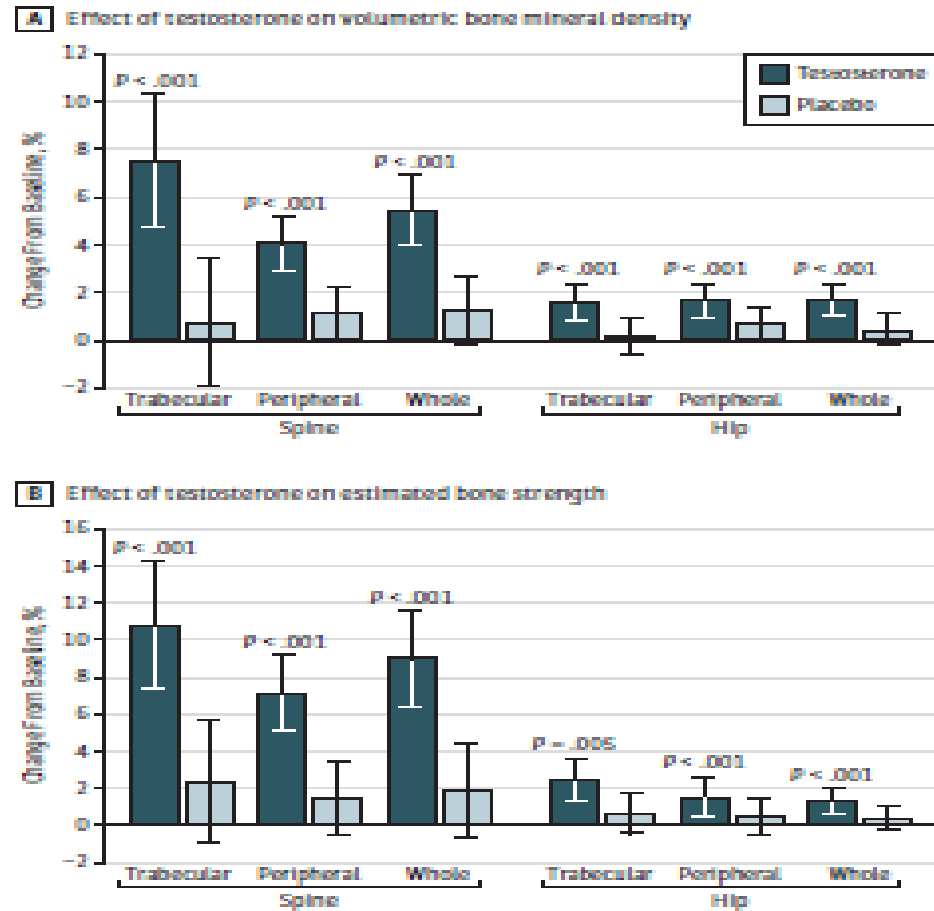 A Effect of testosterone on volumetric bone mineral density
12
10
8
6
4
2
0
−2
Change From Baseline, %
Testosterone
Placebo
P < .001
P < .001
P < .001
P < .001 P < .001 P < .001
Trabecular Peripheral Whole Trabecular Peripheral Whole
Spine Hip
B Effect of testosterone on estimated bone strength
16
14
12
10
8
6
4
2
0
−2
Change From Baseline, %
P < .001
P < .001
P < .001
P = .005
P < .001
P < .001
Trabecular Peripheral Whole Trabecular Peripheral Whole
Spine Hip